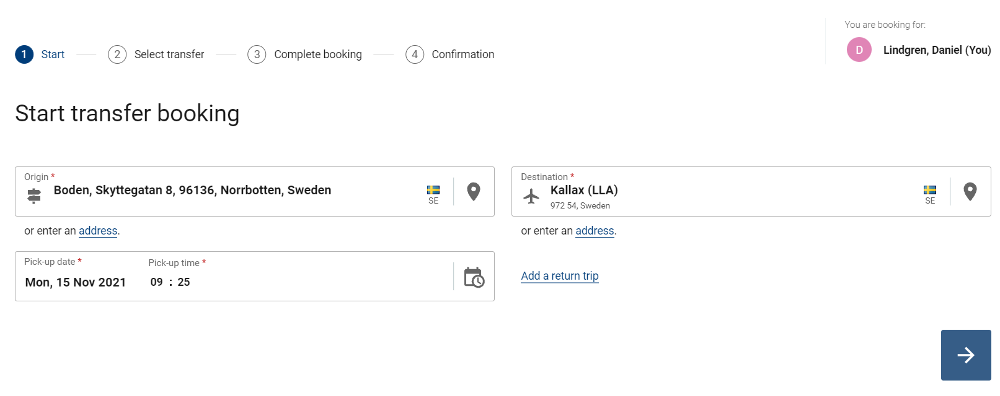 You are booking for:
1 Start 2 Select transfer 3 Complete booking 4 Confirmation
D Lindgren, Daniel (You)
Start transfer booking
Origin *
Boden, Skyttegatan 8, 96136, Norrbotten, Sweden
SE
Destination *
Kallax (LLA)
972 54, Sweden
SE
or enter an address.
or enter an address.
Pick-up date * Pick-up time *
Mon, 15 Nov 2021 09 : 25
Add a return trip